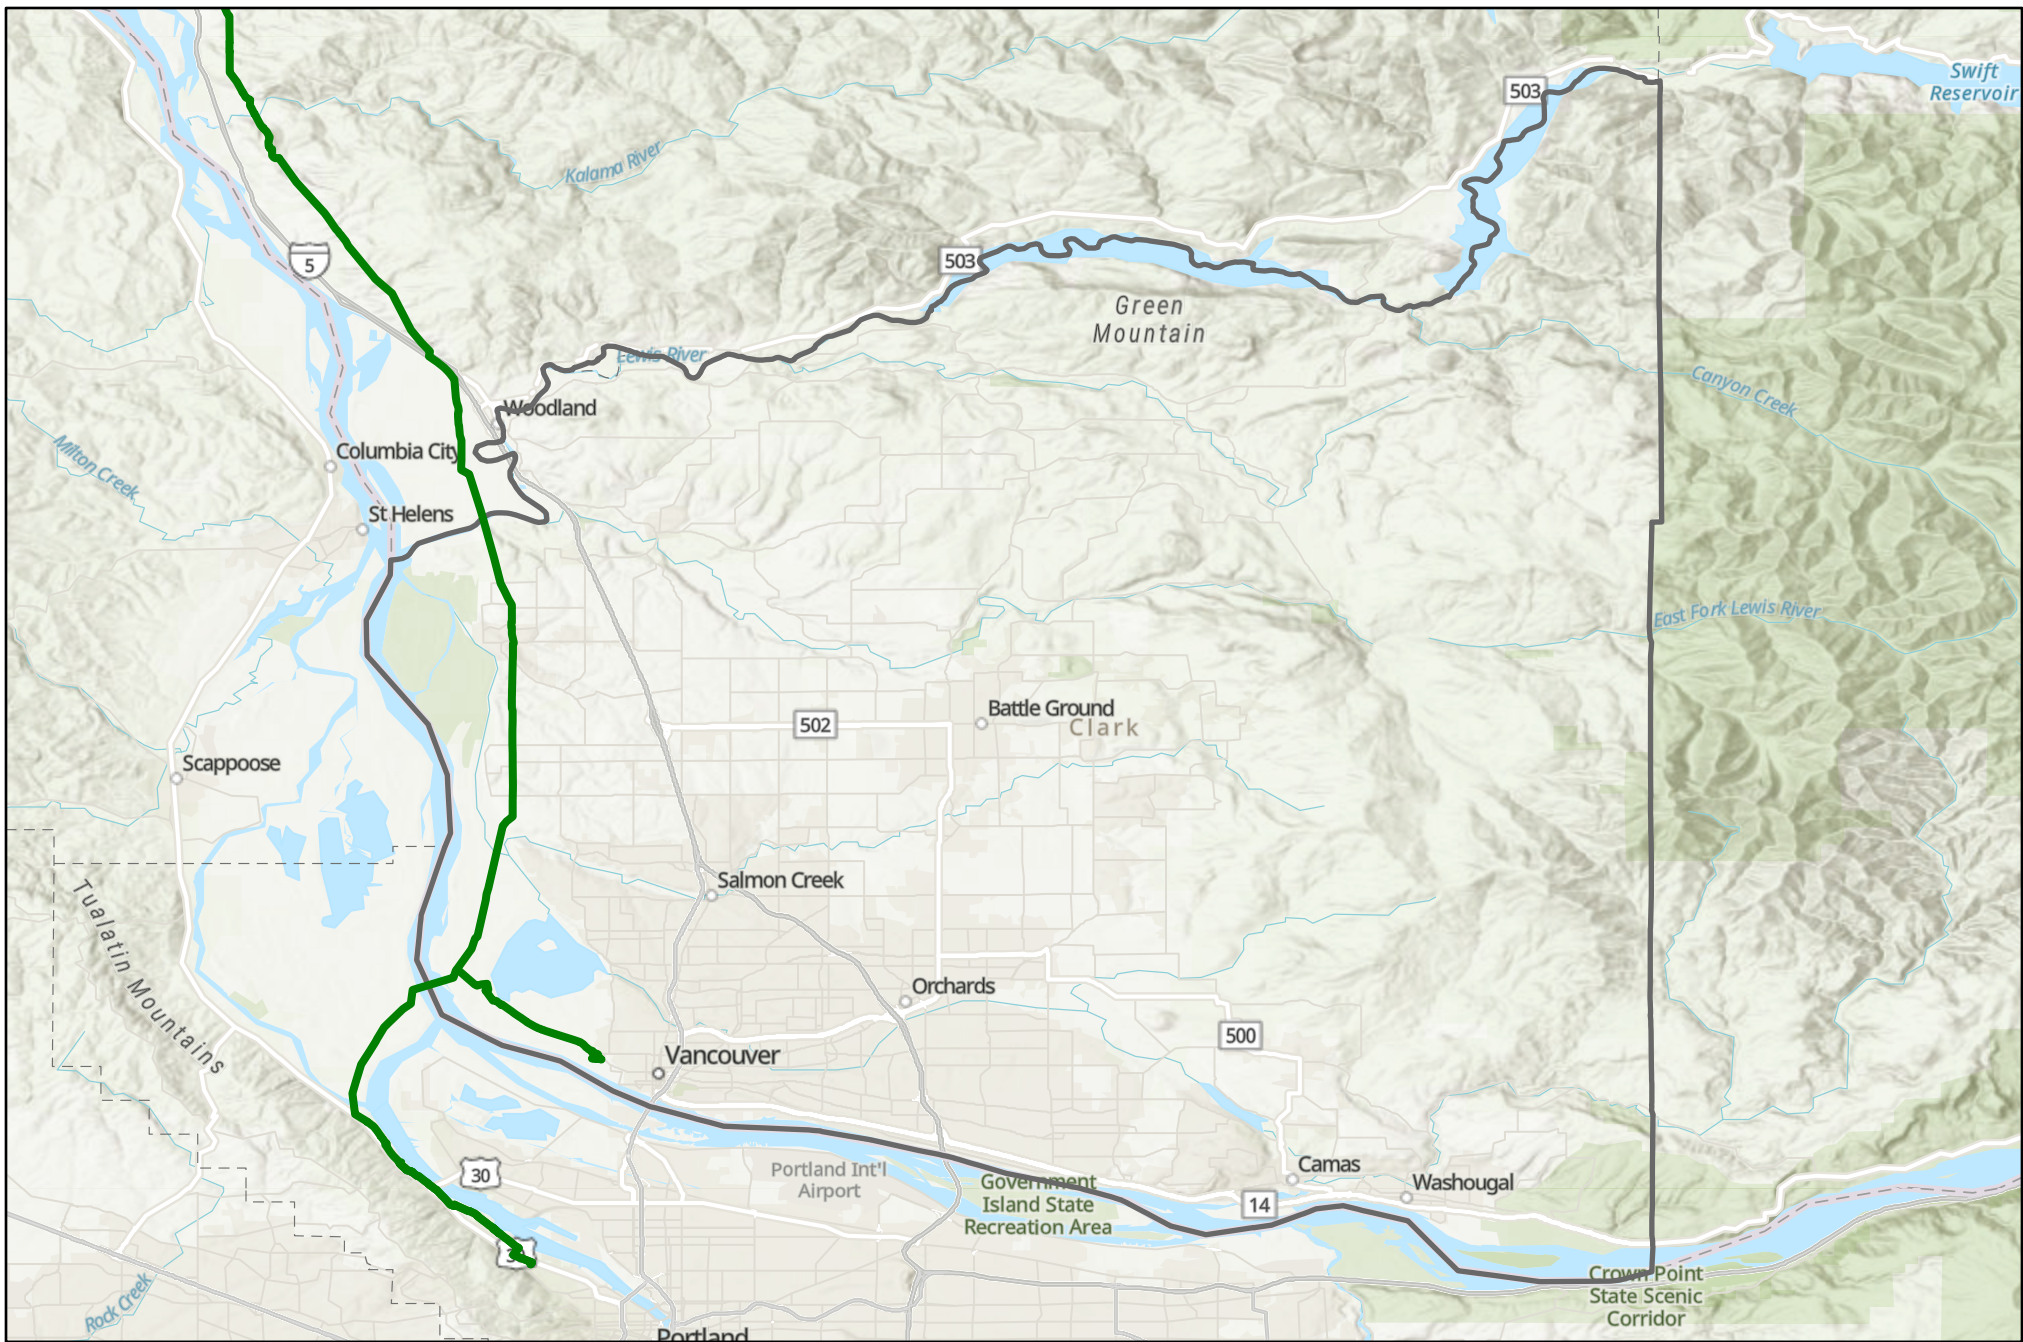 Swift
Reservoir
503
Kalama River
5
503
Green
Mountain
Lewis River
Canyon Creek
Woodland
Columbia City
Milton Creek
St Helens
East Fork Lewis River
Battle Ground
502
Clark
Scappoose
Salmon Creek
Tualatin Mountains
Orchards
500
Vancouver
Portland Int'l
Airport
Camas
30
Government
Island State
Recreation Area
Washougal
14
Crown Point
State Scenic
Corridor
Rock Creek
Portland